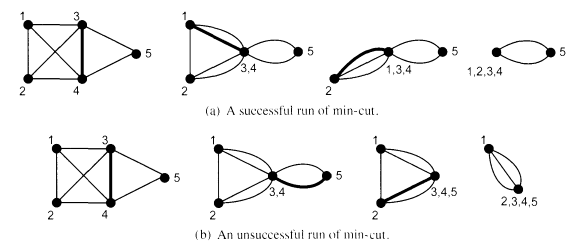 1 3 1 1
5 5 5
3,4 1,3,4 1,2,3,4
2 4 2 2
(a) A successful run of min-cut.
1 3 1 1 1
5 5
3,4 3,4,5
2 4 2 2 2,3,4,5
(b) An unsuccessful run of min-cut.